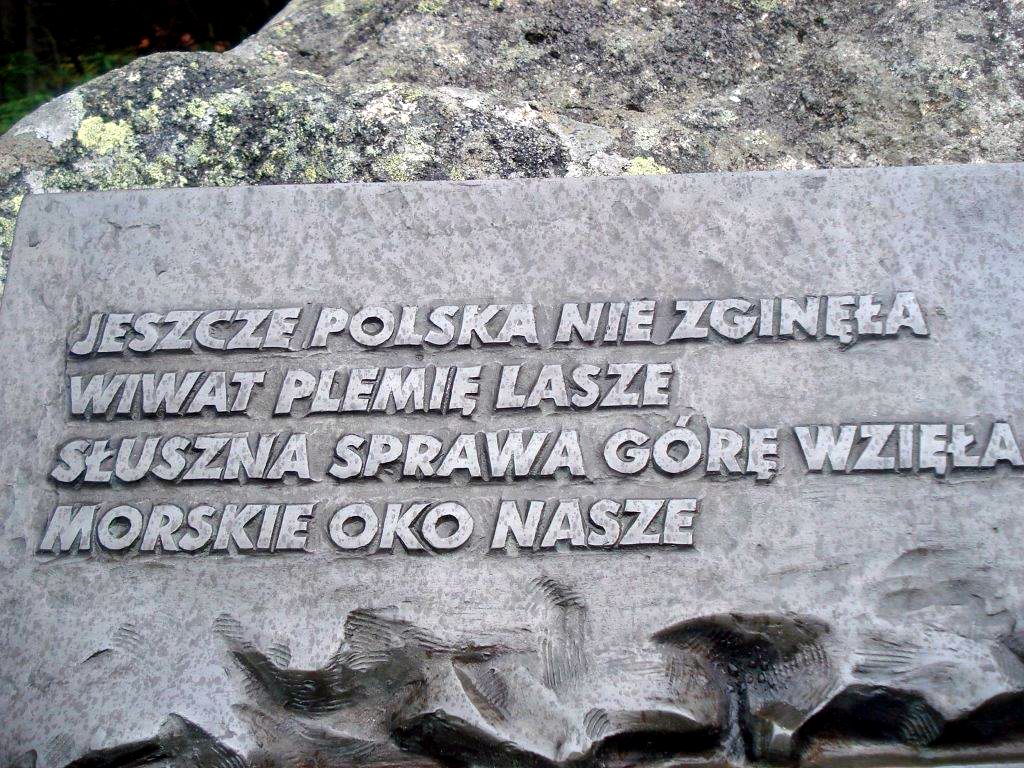 JESZCZE POLSKA NIE ZGINĘŁA
WIWAT PLEMIĘ LASZE
SŁUSZNA SPRAWA GÓRĘ WZIĘŁA
MORSKIE OKO NASZE